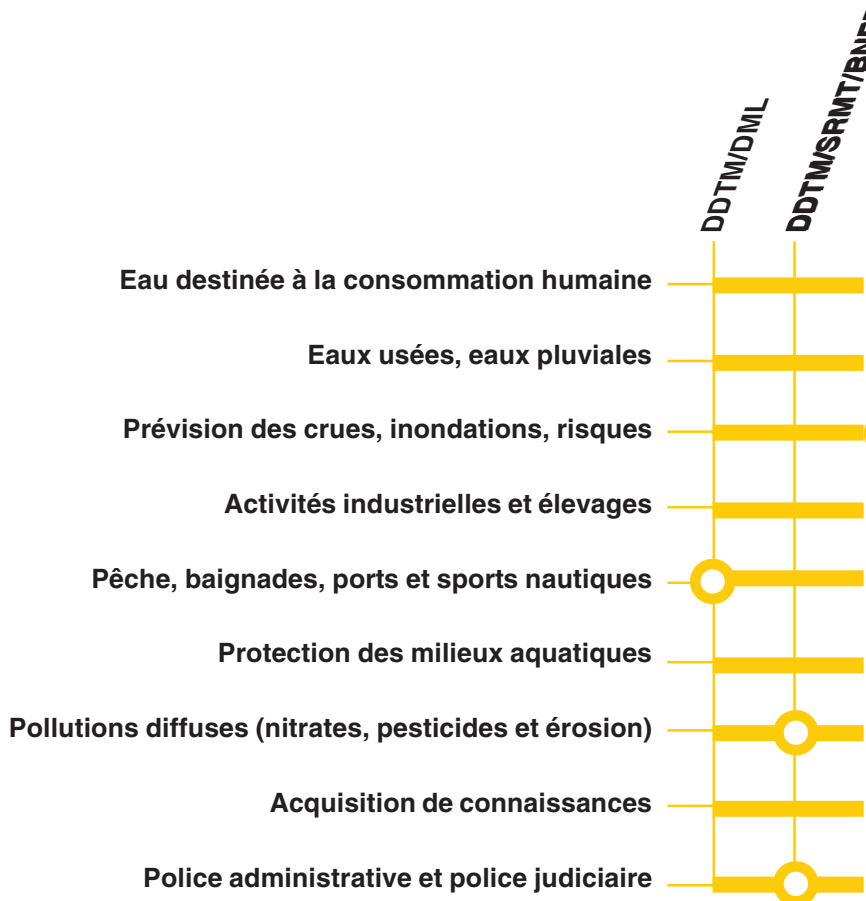 DDTM/DML
DDTM/SRMT/
Eau destinée à la consommation humaine
Eaux usées, eaux pluviales
Prévision des crues, inondations, risques
Activités industrielles et élevages
Pêche, baignades, ports et sports nautiques
Protection des milieux aquatiques
Pollutions diffuses (nitrates, pesticides et érosion)
Acquisition de connaissances
Police administrative et police judiciaire